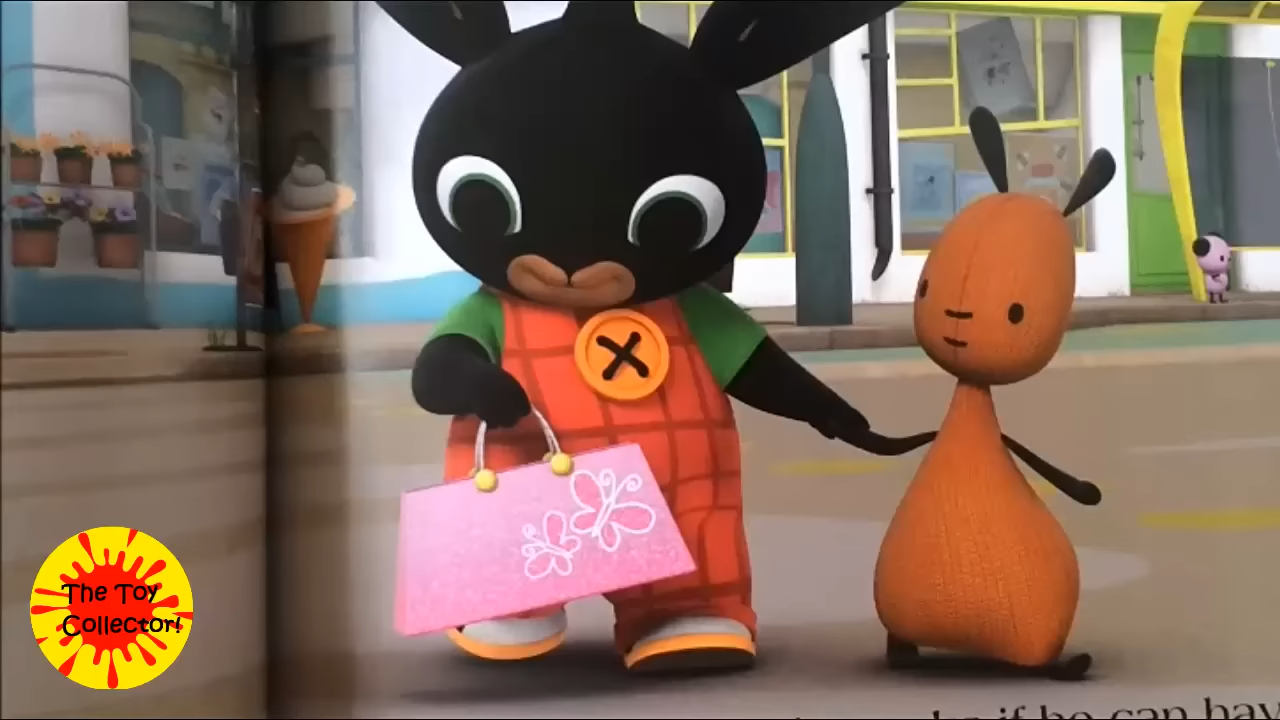 The Toy
Collector!
if he can hav